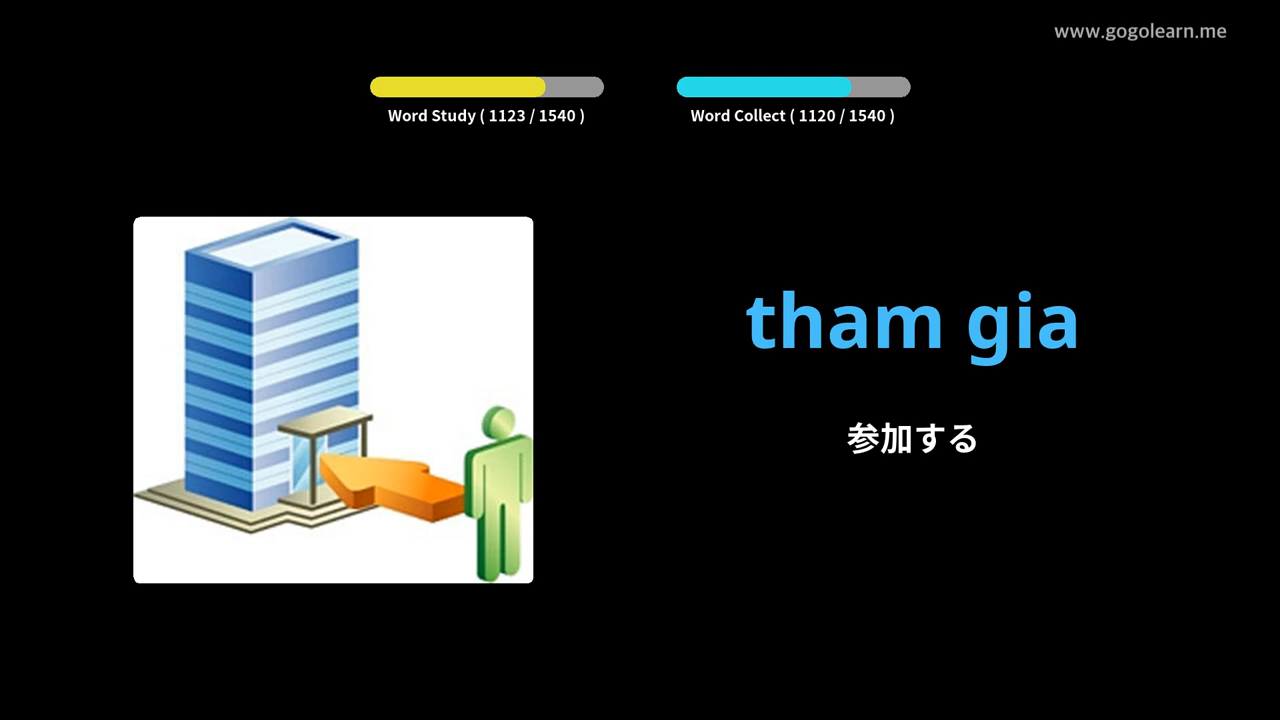 www.gogolearn.me
Word Study ( 1123 / 1540 )
Word Collect ( 1120 / 1540 )
tham gia
参加する